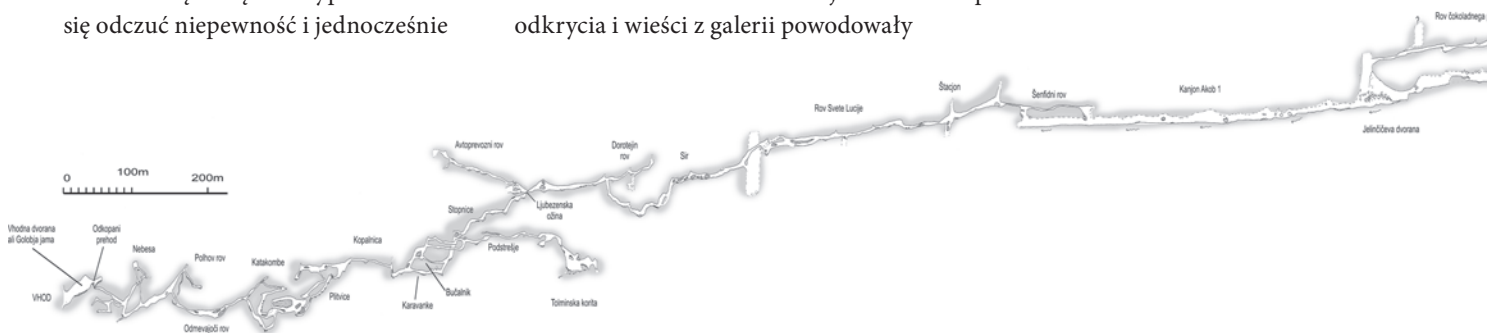 się odczuć niepewność i jednocześnie
odkrycia i wieści z galerii powodowały
Rov čokoladnega
Štacjon
Šenfidni rov
Kanjon Akob 1
Rov Svete Lucije
Jelinčičeva dvorana
Avtoprevozni rov
Dorotejin
rov
Sir
0 100m 200m
Stopnice
Ljubezenska
ožina
Vhodna dvorana
ali Golobja jama
Odkopani
prehod
Nebesa
Polhov rov
Katakombe
Kopalnica
Podstrešje
VHOD
Plitvice
Karavanke
Bučalnik
Tolminska korita
Odmevajoči rov